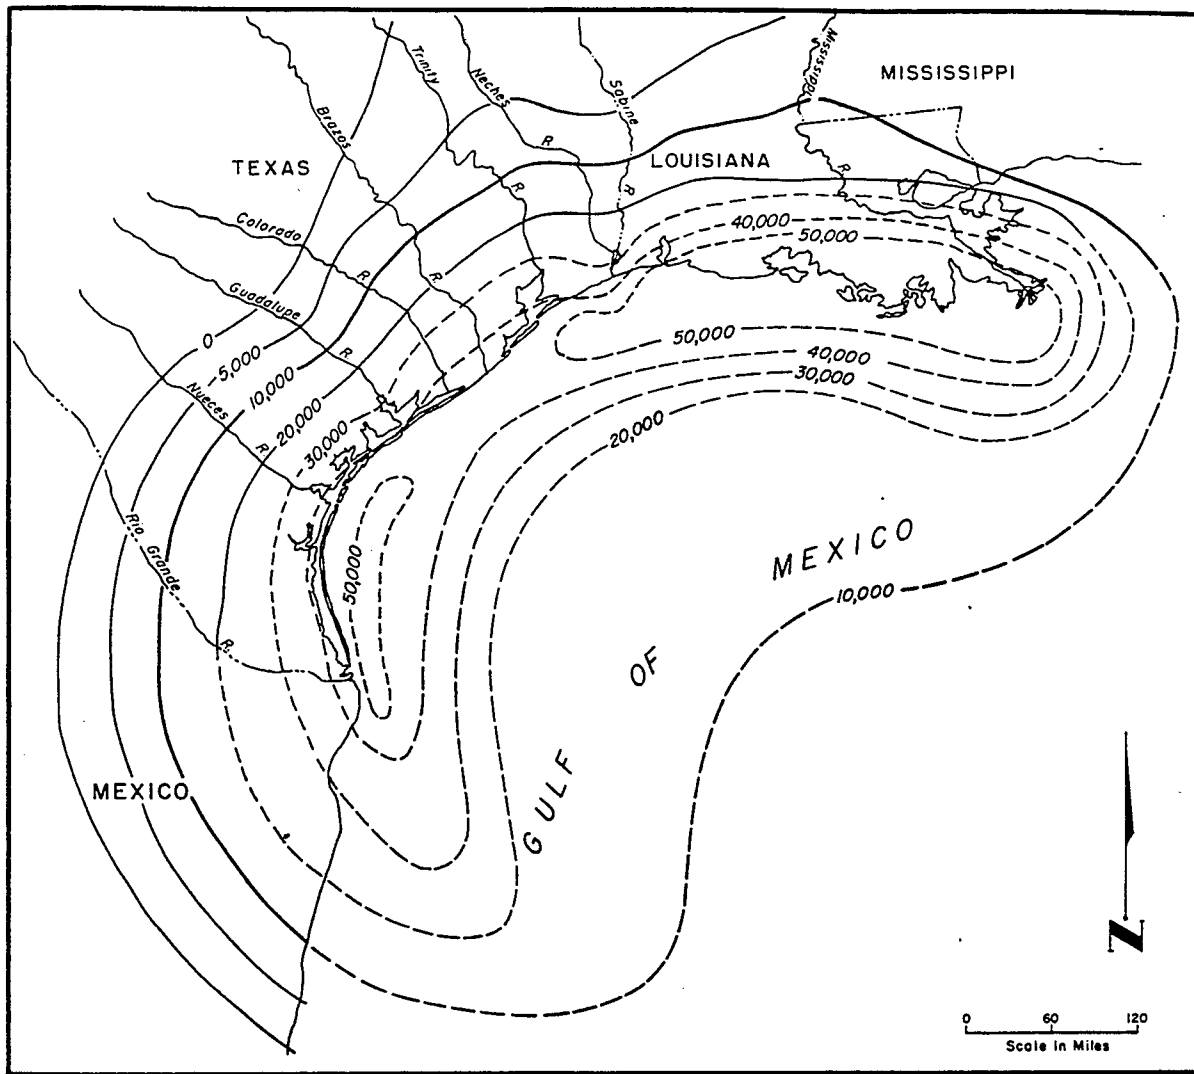 MISSISSIPPI
Mississippi
R
Trinity
R
Neches
R
Sabine
R
Brazos
R
TEXAS
LOUISIANA
Colorado
R
Guadalupe
R
Nueces
R
Rio Grande
R
0
5,000
10,000
20,000
30,000
40,000
50,000
50,000
40,000
30,000
20,000
50,000
10,000
MEXICO
GULF
OF
MEXICO
N
0 60 120
Scale in Miles